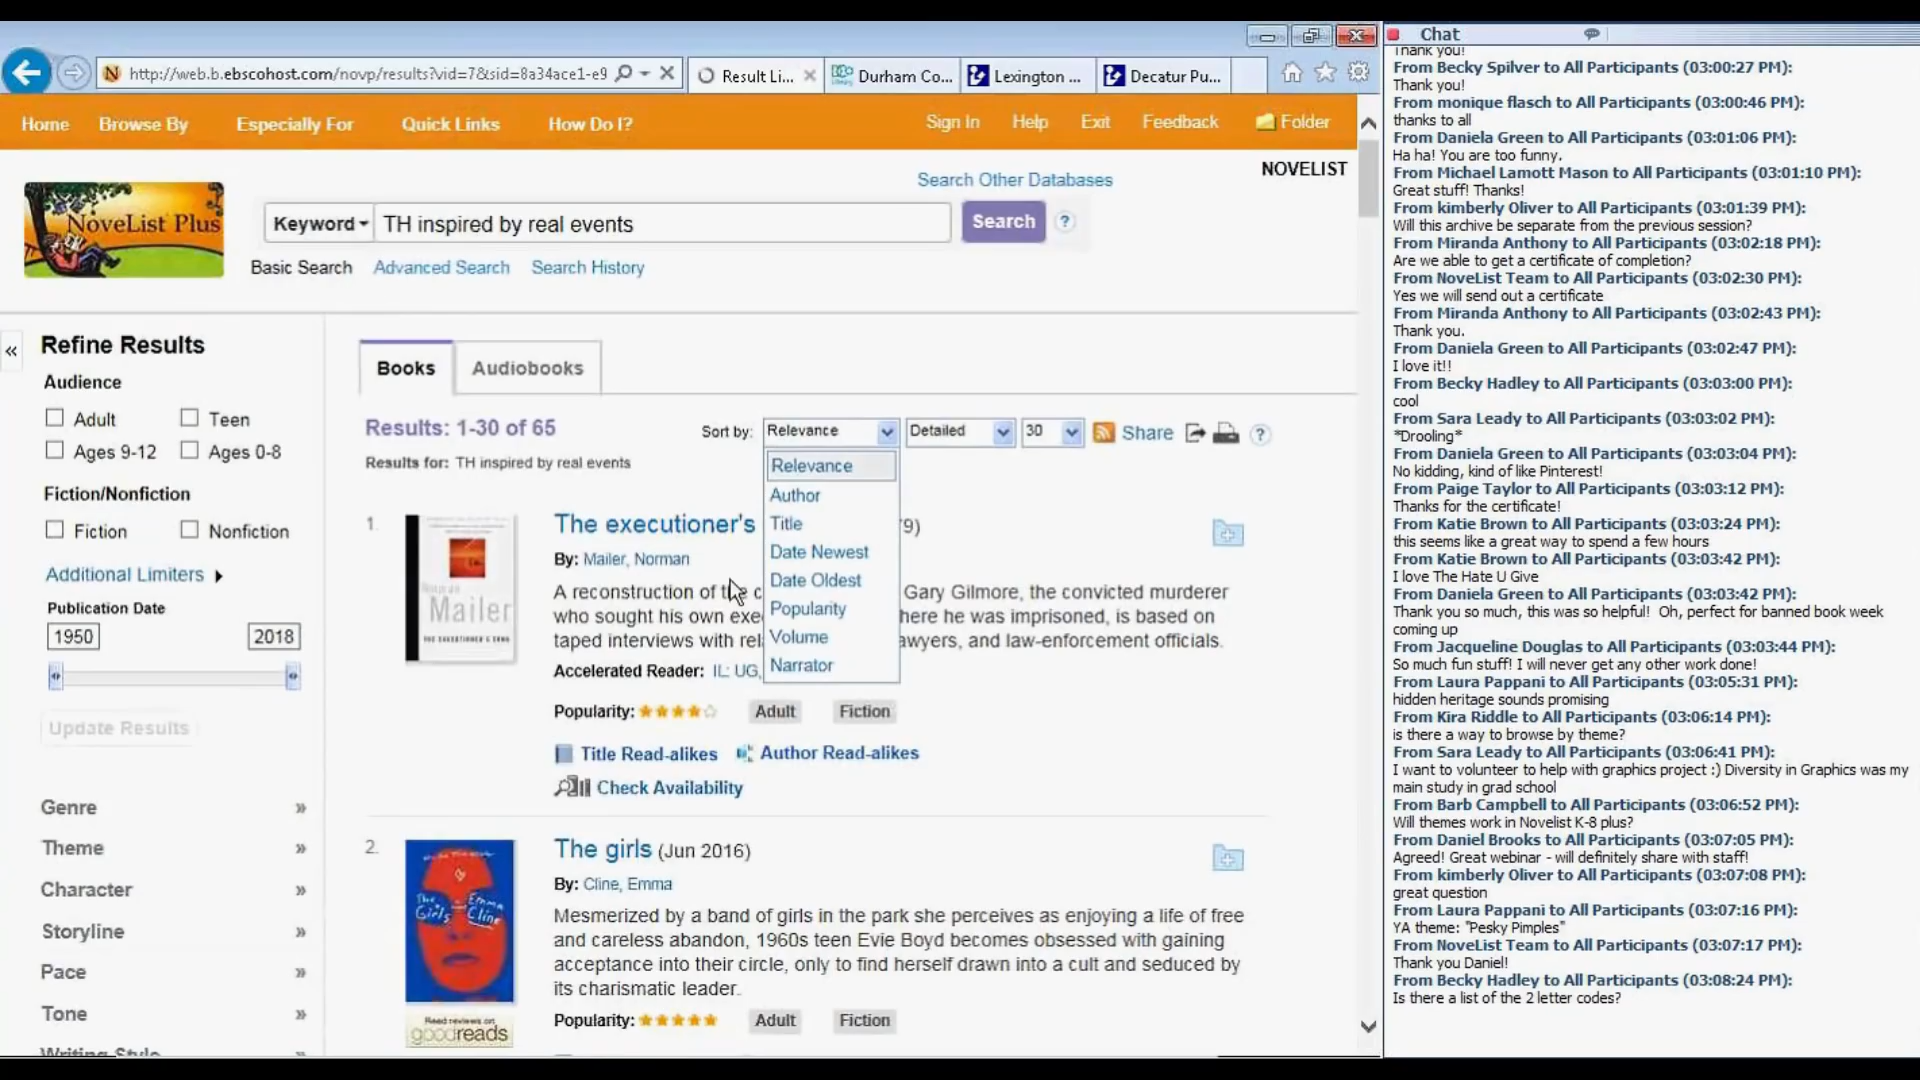 http://web.b.ebscohost.com/novp/results?vid=7&sid=8a34ace1-e9
Result Li...
Durham Co...
Lexington ...
Decatur Pu...
Home
Browse By
Especially For
Quick Links
How Do I?
Sign In
Help
Exit
Feedback
Folder
NOVELIST
Search Other Databases
NoveList Plus
Keyword
TH inspired by real events
Search
?
Basic Search
Advanced Search
Search History
«
Refine Results
Audience
Adult
Teen
Ages 9-12
Ages 0-8
Fiction/Nonfiction
Fiction
Nonfiction
Additional Limiters
Publication Date
1950
2018
Update Results
Genre »
Theme »
Character »
Storyline »
Pace »
Tone »
Writing Style
Books
Audiobooks
Results: 1-30 of 65
Results for: TH inspired by real events
Sort by:
Relevance
Detailed
30
Share
?
Relevance
Author
Title
Date Newest
Date Oldest
Popularity
Volume
Narrator
1.
The executioner's
9)
By: Mailer, Norman
A reconstruction of the c
Gary Gilmore, the convicted murderer
who sought his own exe
here he was imprisoned, is based on
taped interviews with rel
awyers, and law-enforcement officials.
Accelerated Reader: IL: UG,
Popularity:
Adult
Fiction
Title Read-alikes
Author Read-alikes
Check Availability
Mailer
THE EXECUTIONER'S SONG
2.
The girls (Jun 2016)
By: Cline, Emma
Mesmerized by a band of girls in the park she perceives as enjoying a life of free
and careless abandon, 1960s teen Evie Boyd becomes obsessed with gaining
acceptance into their circle, only to find herself drawn into a cult and seduced by
its charismatic leader.
Popularity:
Adult
Fiction
The Girls
Emma Cline
Read reviews on
goodreads
Chat
Thank you!
From Becky Spilver to All Participants (03:00:27 PM):
Thank you!
From monique flasch to All Participants (03:00:46 PM):
thanks to all
From Daniela Green to All Participants (03:01:06 PM):
Ha ha! You are too funny.
From Michael Lamott Mason to All Participants (03:01:10 PM):
Great stuff! Thanks!
From kimberly Oliver to All Participants (03:01:39 PM):
Will this archive be separate from the previous session?
From Miranda Anthony to All Participants (03:02:18 PM):
Are we able to get a certificate of completion?
From NoveList Team to All Participants (03:02:30 PM):
Yes we will send out a certificate
From Miranda Anthony to All Participants (03:02:43 PM):
Thank you.
From Daniela Green to All Participants (03:02:47 PM):
I love it!!
From Becky Hadley to All Participants (03:03:00 PM):
cool
From Sara Leady to All Participants (03:03:02 PM):
*Drooling*
From Daniela Green to All Participants (03:03:04 PM):
No kidding, kind of like Pinterest!
From Paige Taylor to All Participants (03:03:12 PM):
Thanks for the certificate!
From Katie Brown to All Participants (03:03:24 PM):
this seems like a great way to spend a few hours
From Katie Brown to All Participants (03:03:42 PM):
I love The Hate U Give
From Daniela Green to All Participants (03:03:42 PM):
Thank you so much, this was so helpful! Oh, perfect for banned book week
coming up
From Jacqueline Douglas to All Participants (03:03:44 PM):
So much fun stuff! I will never get any other work done!
From Laura Pappani to All Participants (03:05:31 PM):
hidden heritage sounds promising
From Kira Riddle to All Participants (03:06:14 PM):
is there a way to browse by theme?
From Sara Leady to All Participants (03:06:41 PM):
I want to volunteer to help with graphics project :) Diversity in Graphics was my
main study in grad school
From Barb Campbell to All Participants (03:06:52 PM):
Will themes work in Novelist K-8 plus?
From Daniel Brooks to All Participants (03:07:05 PM):
Agreed! Great webinar - will definitely share with staff!
From kimberly Oliver to All Participants (03:07:08 PM):
great question
From Laura Pappani to All Participants (03:07:16 PM):
YA theme: "Pesky Pimples"
From NoveList Team to All Participants (03:07:17 PM):
Thank you Daniel!
From Becky Hadley to All Participants (03:08:24 PM):
Is there a list of the 2 letter codes?